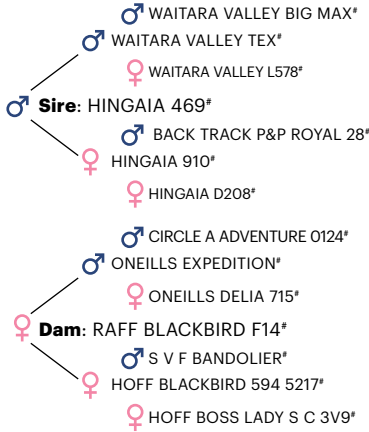 WAITARA VALLEY BIG MAX#
WAITARA VALLEY TEX#
WAITARA VALLEY L578#
Sire: HINGAIA 469#
BACK TRACK P&P ROYAL 28#
HINGAIA 910#
HINGAIA D208#
CIRCLE A ADVENTURE 0124#
ONEILLS EXPEDITION#
ONEILLS DELIA 715#
Dam: RAFF BLACKBIRD F14#
S V F BANDOLIER#
HOFF BLACKBIRD 594 5217#
HOFF BOSS LADY S C 3V9#